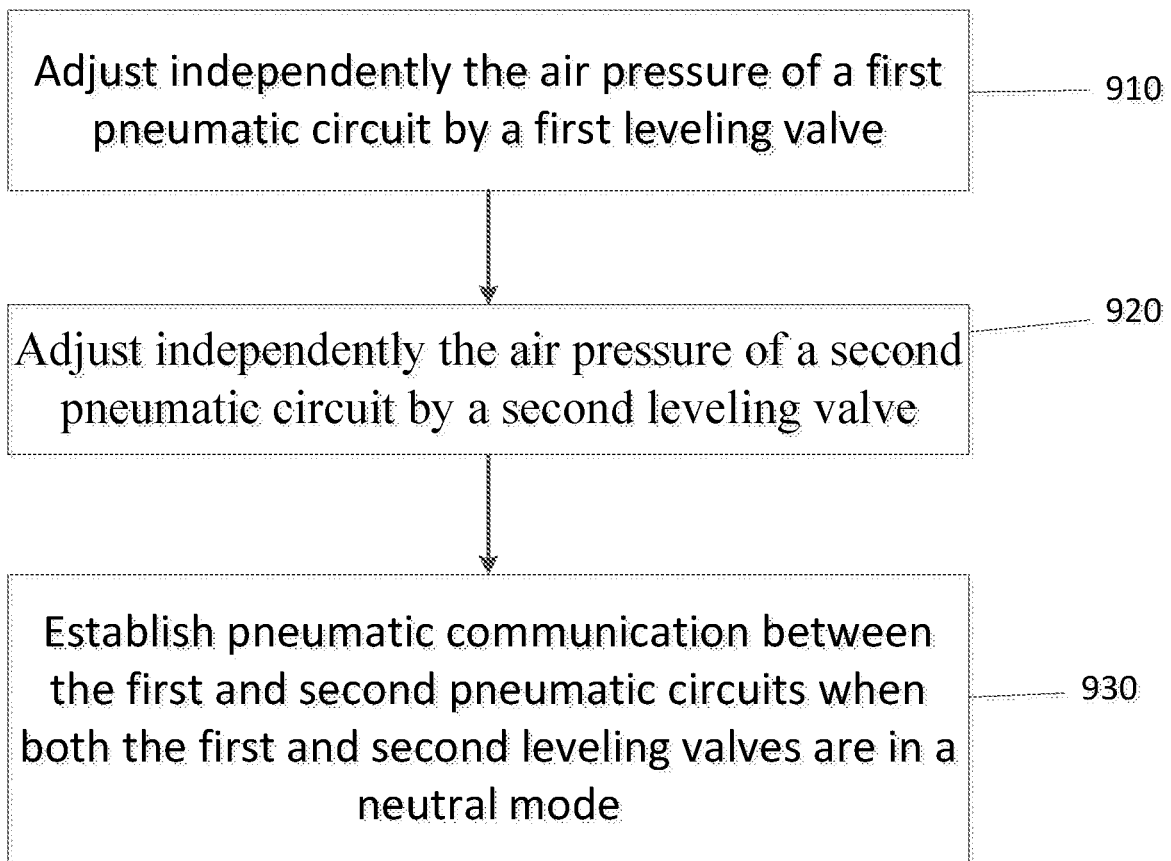 Adjust independently the air pressure of a first
pneumatic circuit by a first leveling valve
910
Adjust independently the air pressure of a second
pneumatic circuit by a second leveling valve
920
Establish pneumatic communication between
the first and second pneumatic circuits when
both the first and second leveling valves are in a
neutral mode
930